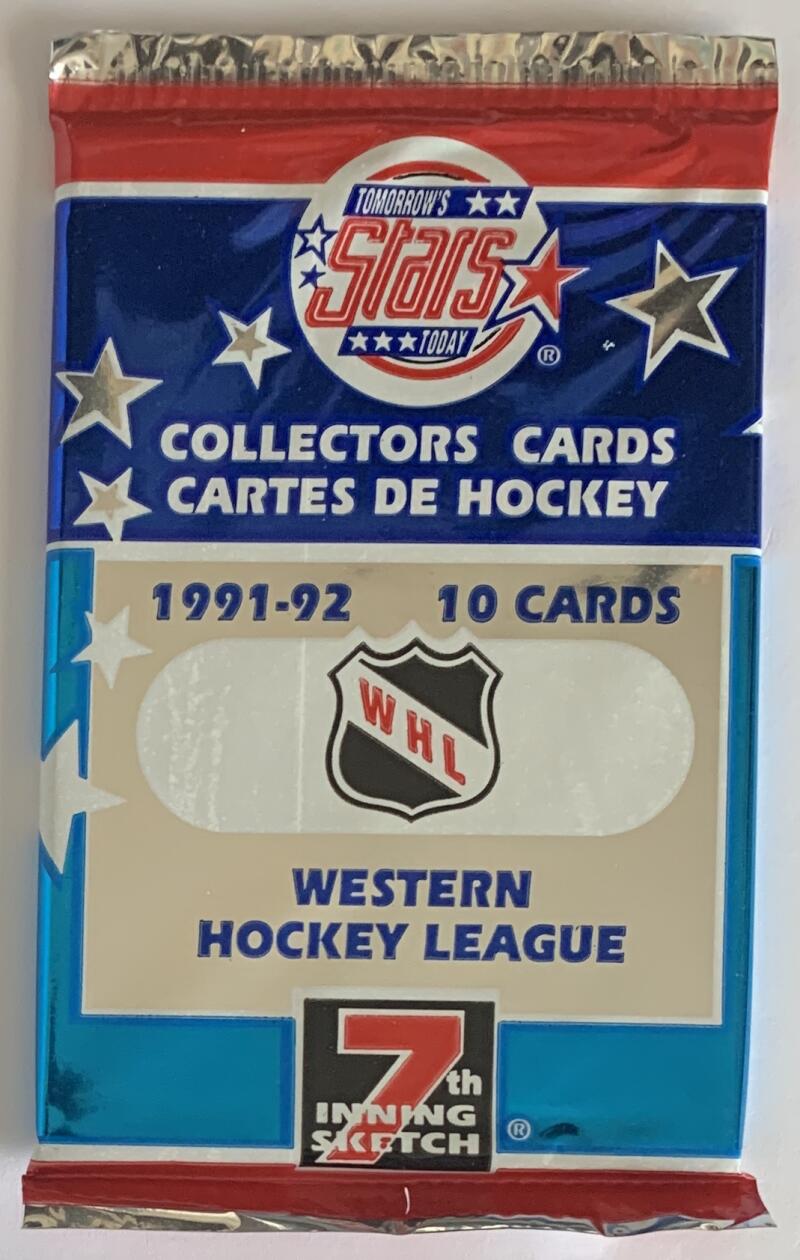 TOMORROW'S
Stars
TODAY
®
COLLECTORS CARDS
CARTES DE HOCKEY
1991-92 10 CARDS
WHL
WESTERN
HOCKEY LEAGUE
7th
INNING
SKETCH ®